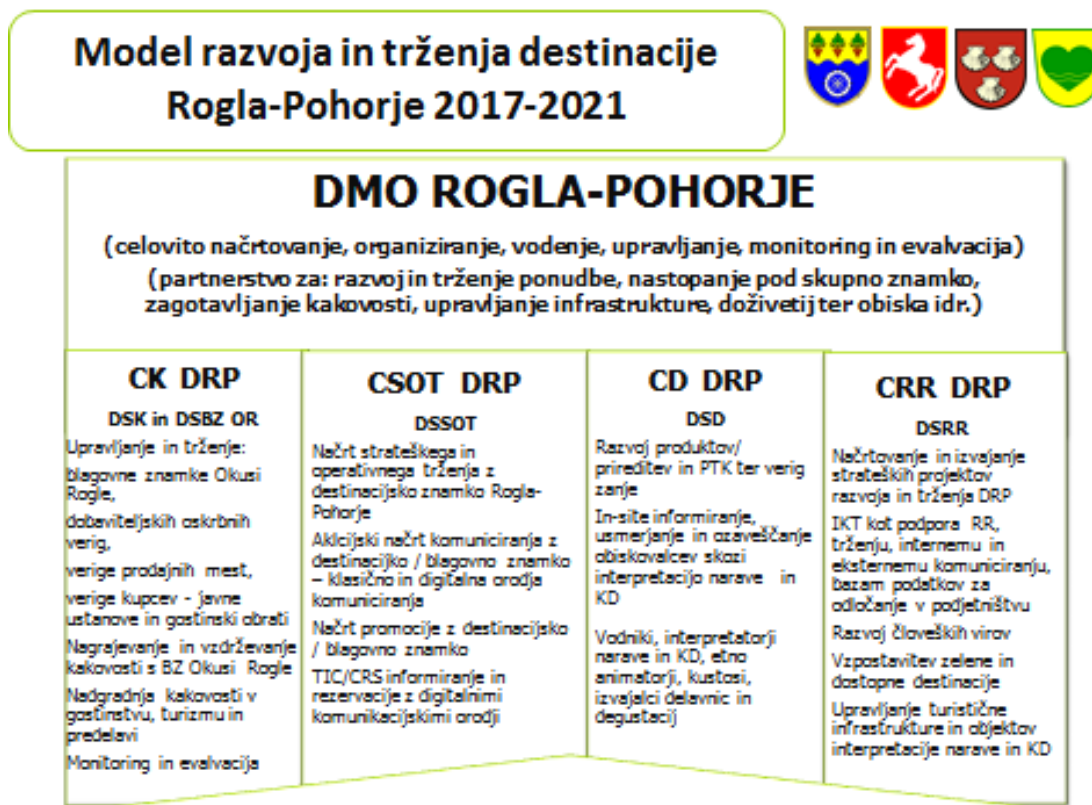 Model razvoja in trženja destinacije
Rogla-Pohorje 2017-2021
DMO ROGLA-POHORJE
(celovito načrtovanje, organiziranje, vodenje, upravljanje, monitoring in evalvacija)
(partnerstvo za: razvoj in trženje ponudbe, nastopanje pod skupno znamko,
zagotavljanje kakovosti, upravljanje infrastrukture, doživetij ter obiska idr.)
CK DRP
DSK in DSBZ OR
Upravljanje in trženje:
blagovne znamke Okusi
Rogle,
dobaviteljskih oskrbnih
verig,
verige prodajnih mest,
verige kupcev - javne
ustanove in gostinski obrati
Nagrajevanje in vzdrževanje
kakovosti s BZ Okusi Rogle
Nadgradnja kakovosti v
gostinstvu, turizmu in
predelavi
Monitoring in evalvacija
CSOT DRP
DSSOT
Načrt strateškega in
operativnega trženja z
destinacijsko znamko Rogla-
Pohorje
Aklcijski načrt komuniciranja z
destinacijko / blagovno znamko
– klasično in digitalna orodja
komuniciranja
Načrt promocije z destinacijsko
/ blagovno znamko
TIC/CRS informiranje in
rezervacije z digitalnimi
komunikacijskimi orodji
CD DRP
DSD
Razvoj produktov/
prireditev in PTK ter verig
zanje
In-site informiranje,
usmerjanje in ozaveščanje
obiskovalcev skozi
interpretacijo narave in
KD
Vodniki, interpretatorji
narave in KD, etno
animatorji, kustosi,
izvajalci delavnic in
degustacij
CRR DRP
DSRR
Načrtovanje in izvajanje
strateških projektov
razvoja in trženja DRP
IKT kot podpora RR,
trženju, internemu in
eksternemu komuniciranju,
bazam podatkov za
odločanje v podjetništvu
Razvoj človeških virov
Vzpostavitev zelene in
dostopne destinacije
Upravljanje turistične
infrastrukture in objektov
interpretacije narave in KD